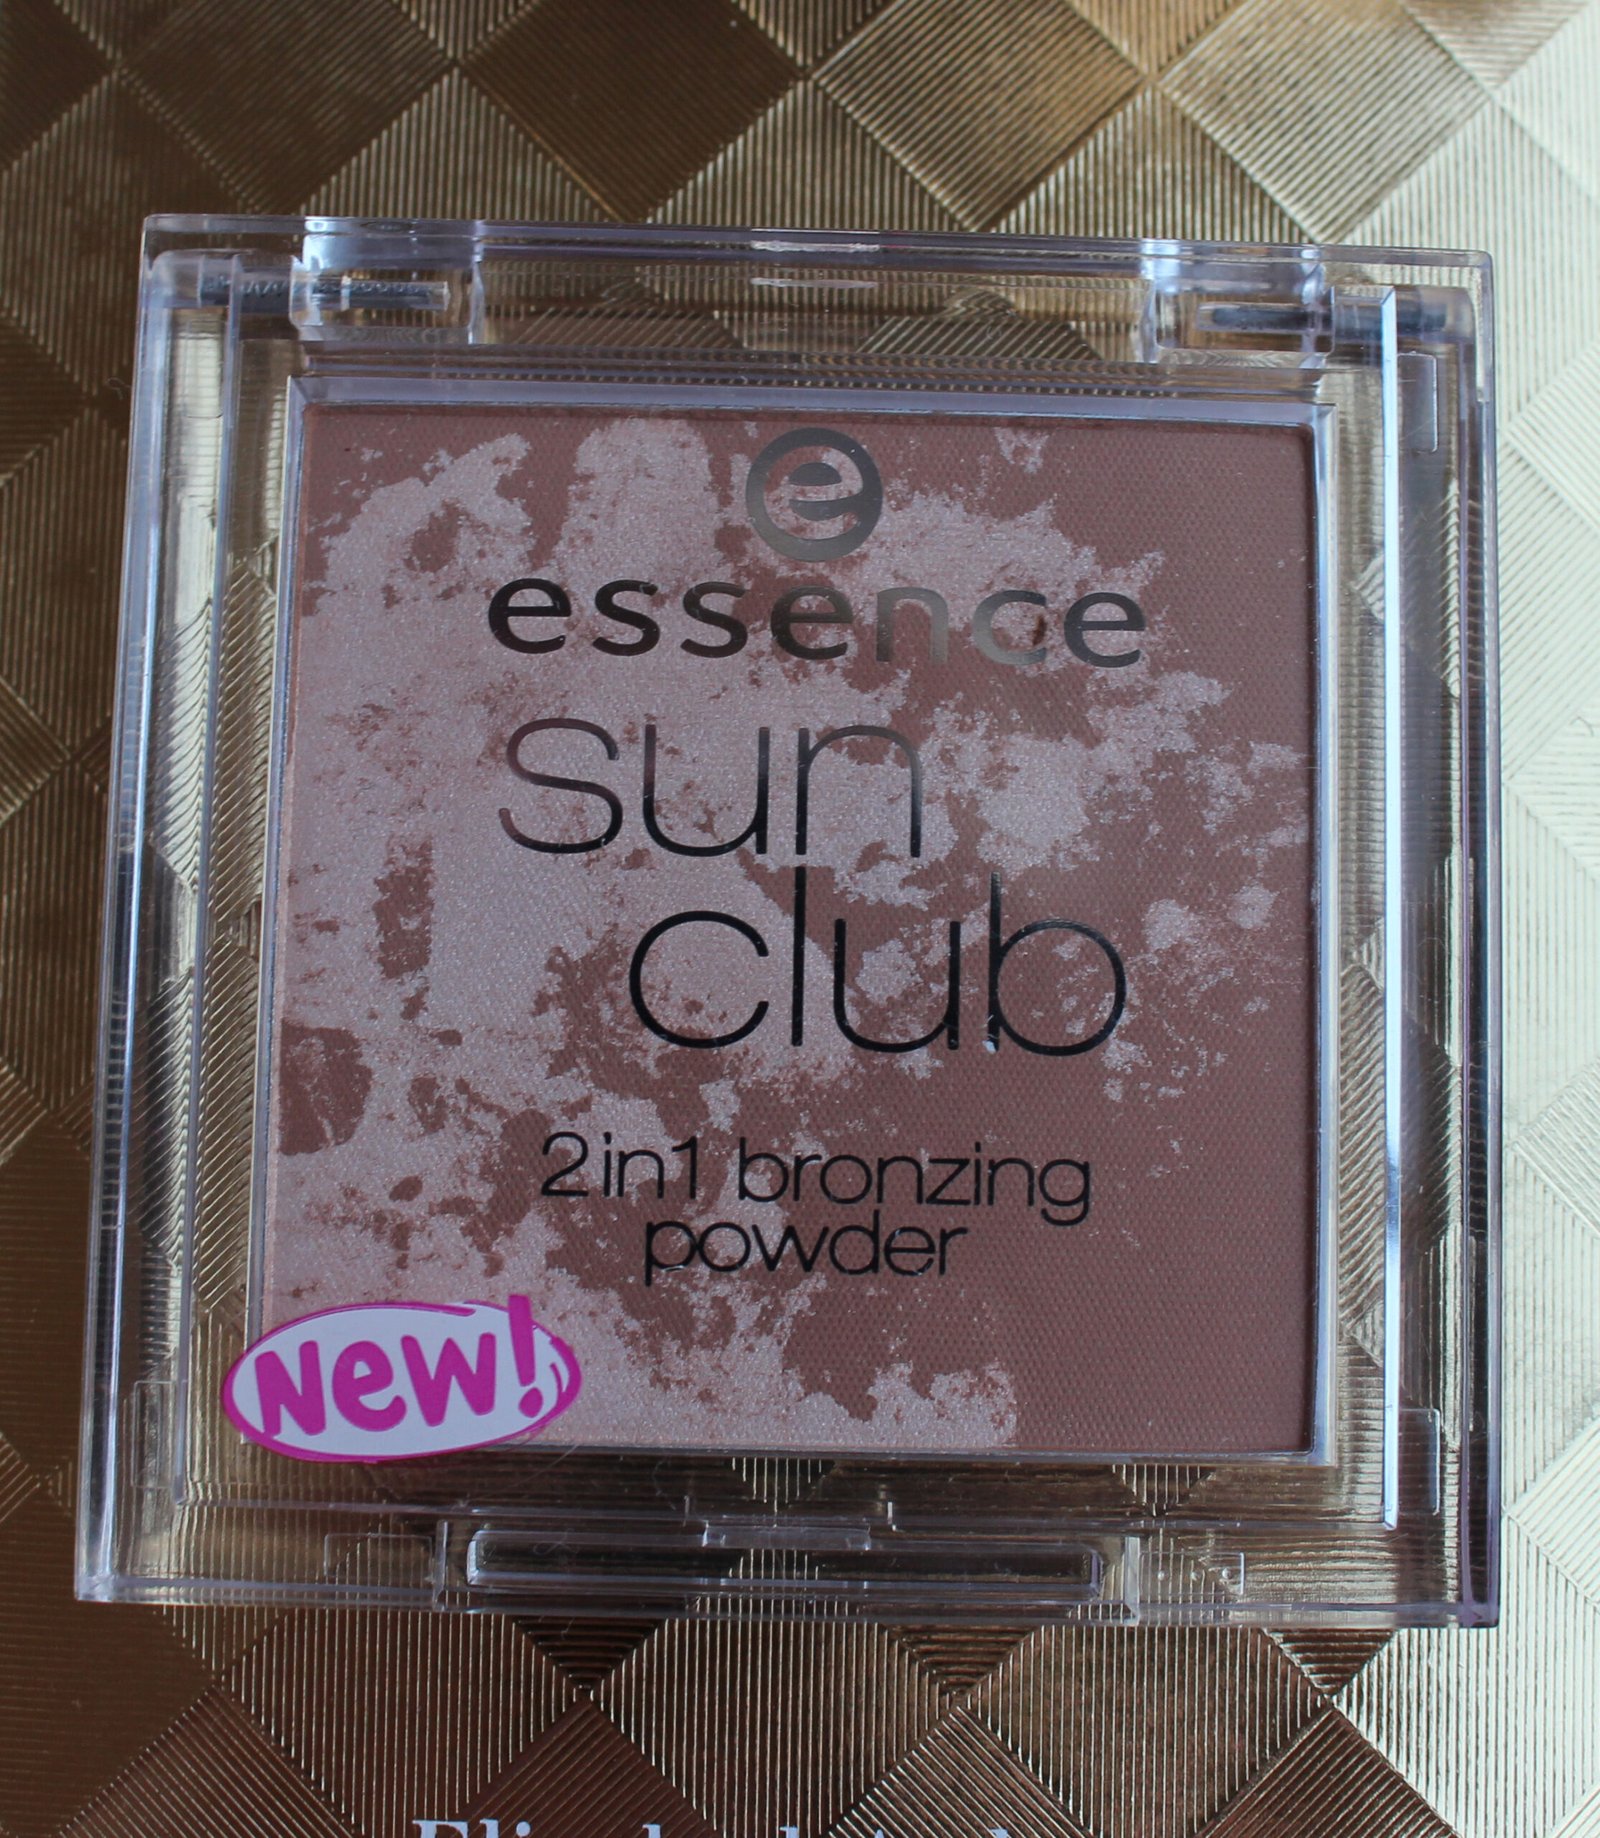 e
essence
sun
club
2in1 bronzing
powder
New!